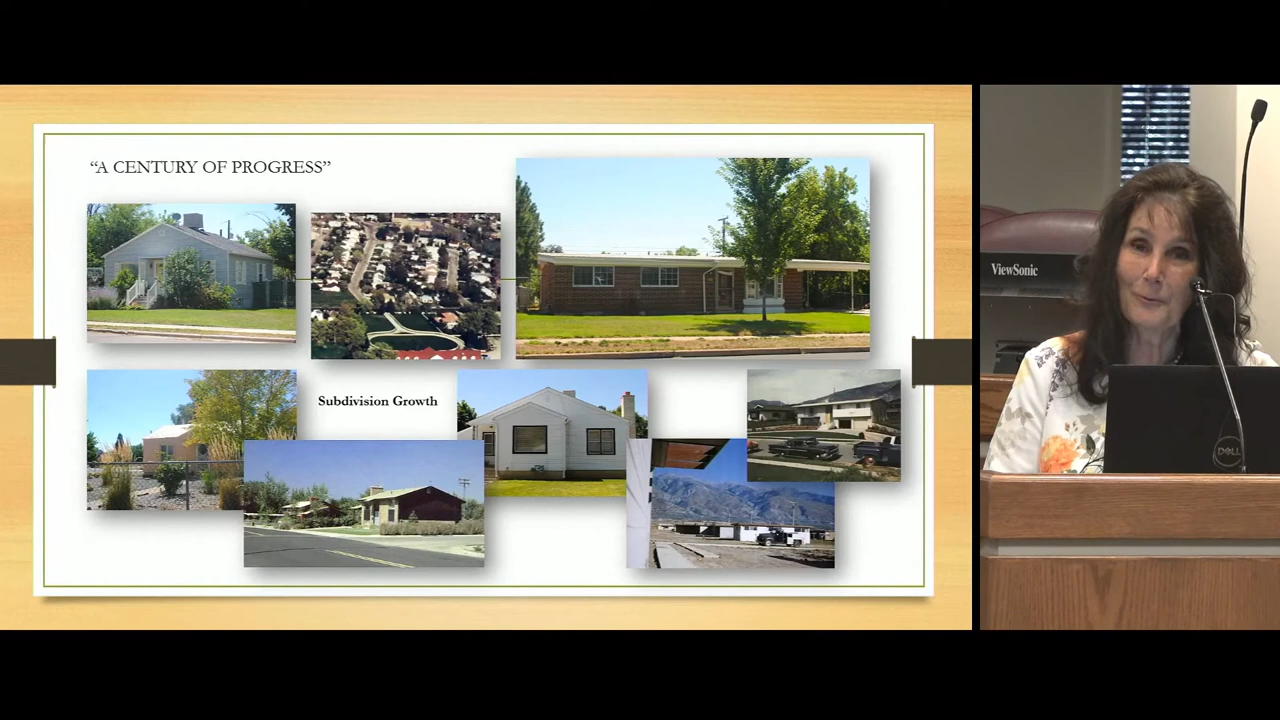 “A CENTURY OF PROGRESS”
Subdivision Growth
ViewSonic
DELL